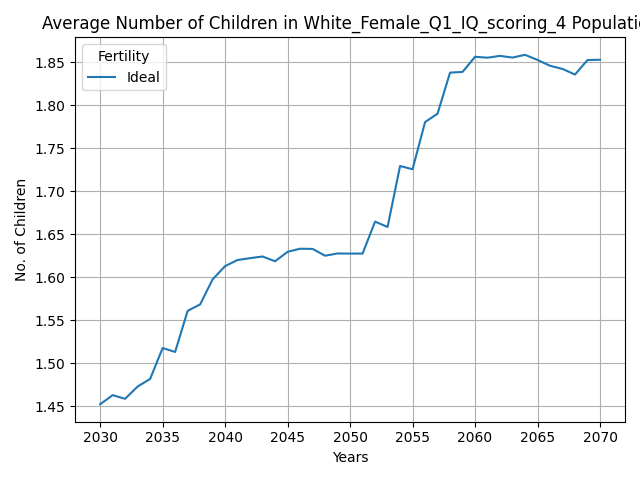 Average Number of Children in White_Female_Q1_IQ_scoring_4 Populatio
Fertility
Ideal
No. of Children
1.85
1.80
1.75
1.70
1.65
1.60
1.55
1.50
1.45
2030 2035 2040 2045 2050 2055 2060 2065 2070
Years